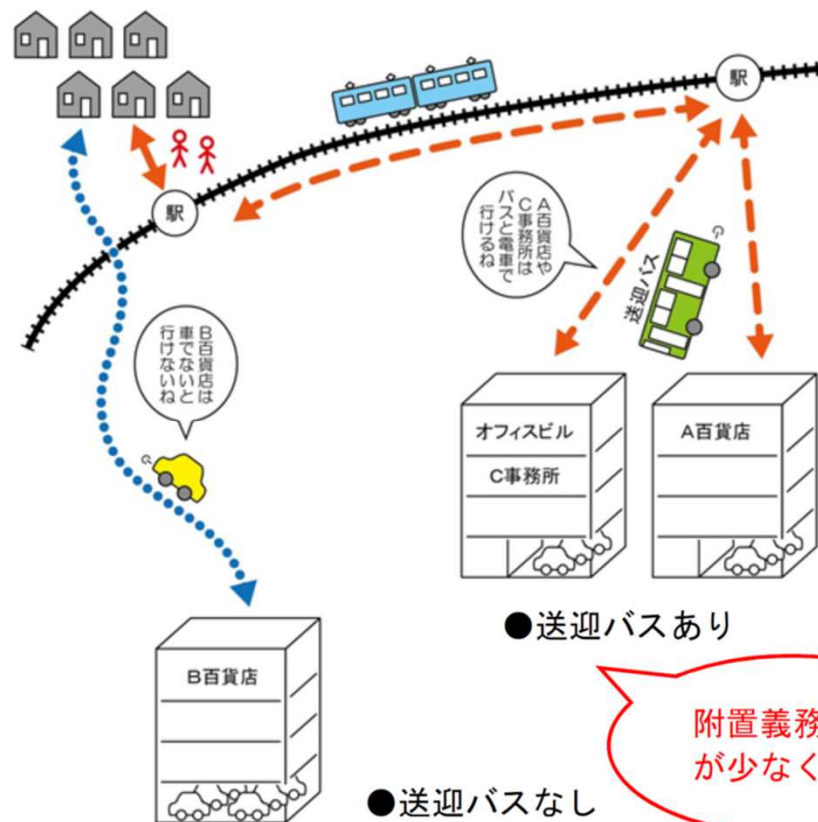 駅
駅
A百貨店や
C事務所は
バスと電車で
行けるね
送迎バス
B百貨店は
車でないと
行けないね
オフィスビル
C事務所
A百貨店
●送迎バスあり
B百貨店
附置義務
が少なく
●送迎バスなし